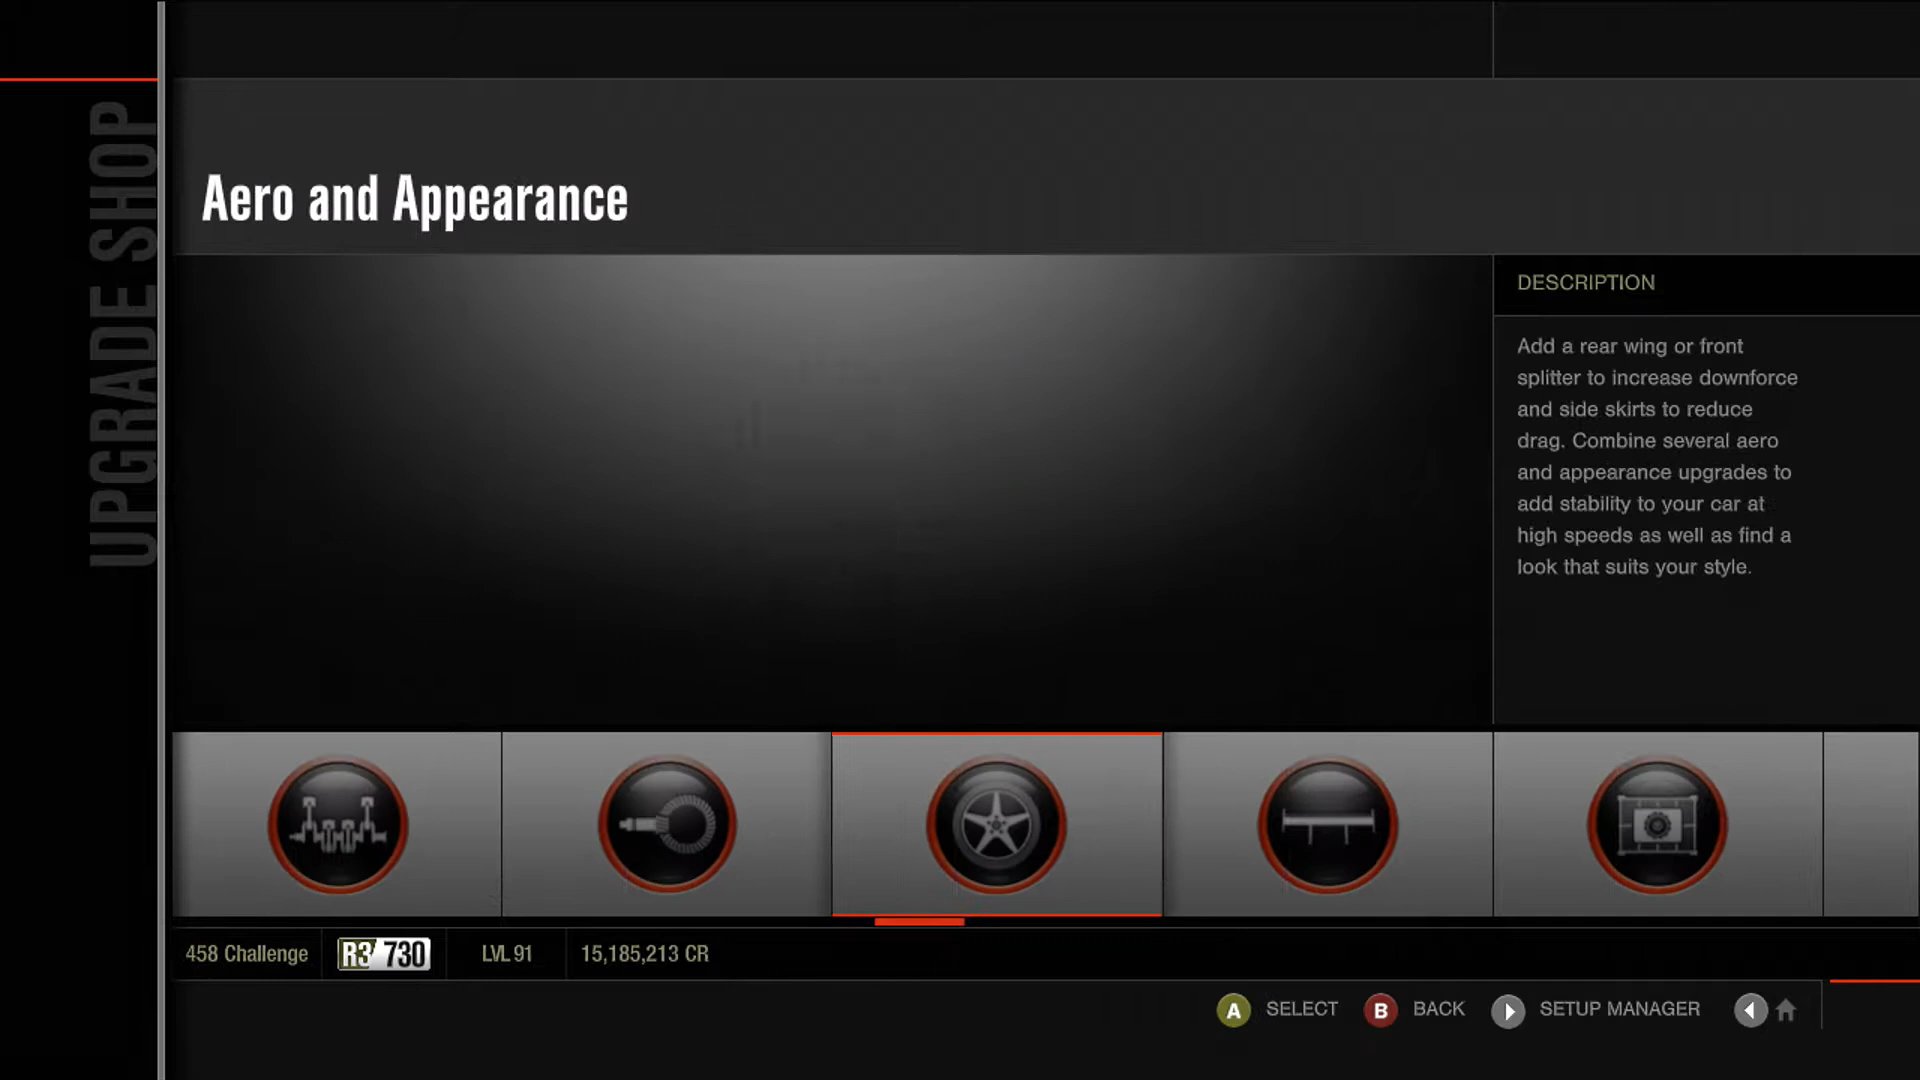 UPGRADE SHOP
Aero and Appearance
DESCRIPTION
Add a rear wing or front
splitter to increase downforce
and side skirts to reduce
drag. Combine several aero
and appearance upgrades to
add stability to your car at
high speeds as well as find a
look that suits your style.
458 Challenge R3 730 LVL 91 15,185,213 CR
A SELECT B BACK SETUP MANAGER